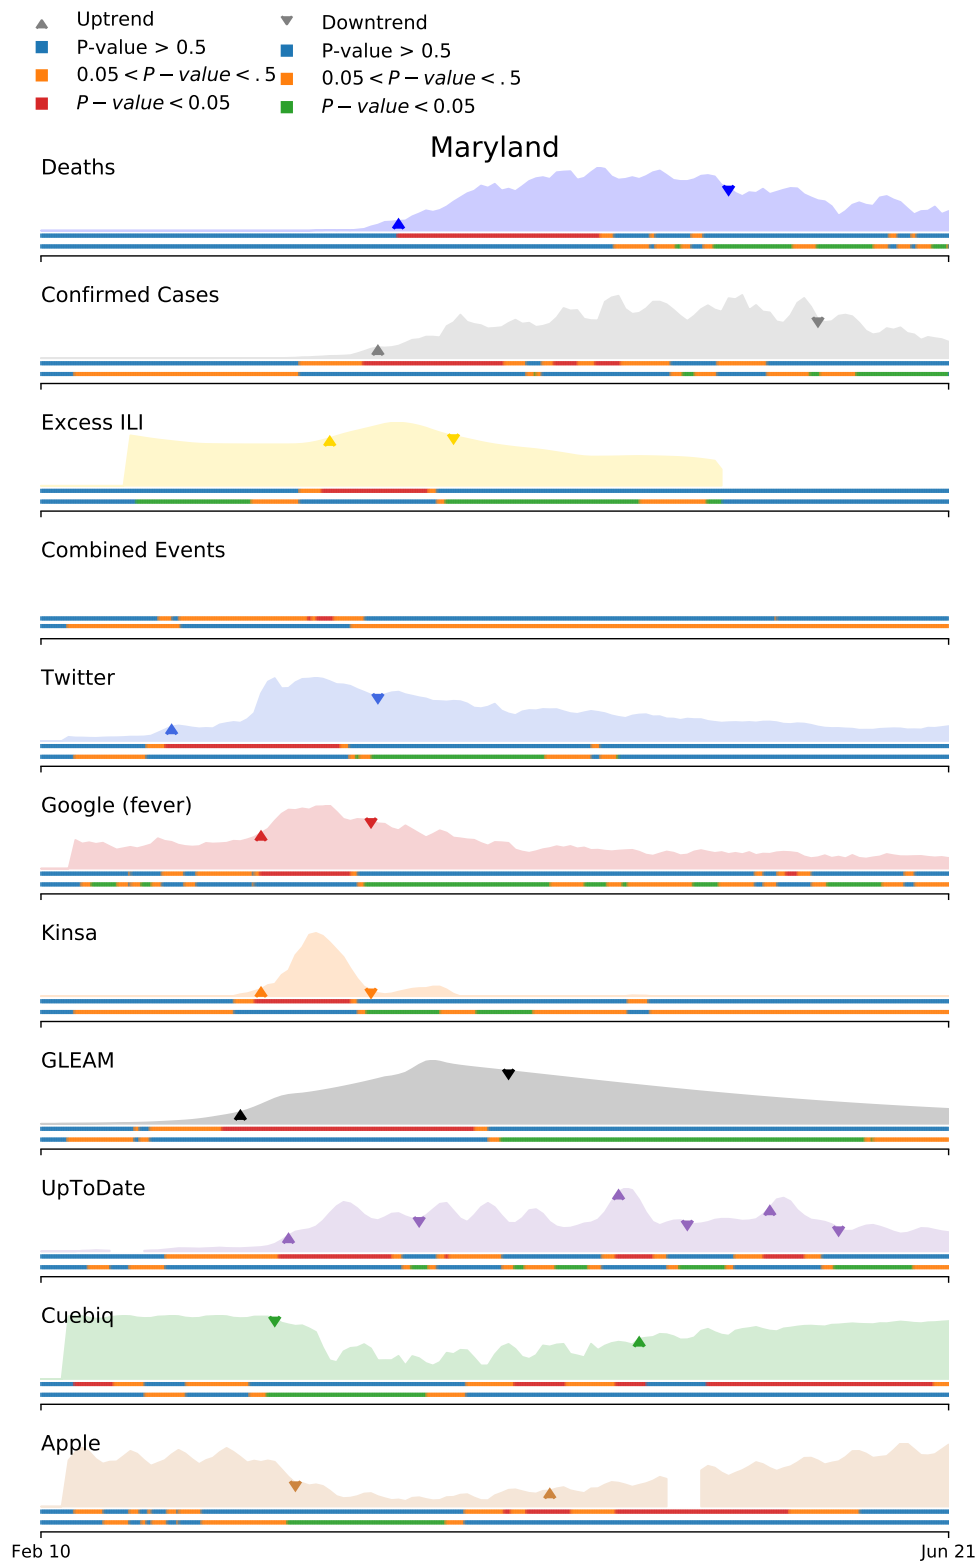 Uptrend
P-value > 0.5
0.05 < P − value < .5
P − value < 0.05
Downtrend
P-value > 0.5
0.05 < P − value < .5
P − value < 0.05
Maryland
Deaths
Confirmed Cases
Excess ILI
Combined Events
Twitter
Google (fever)
Kinsa
GLEAM
UpToDate
Cuebiq
Apple
Feb 10
Jun 21